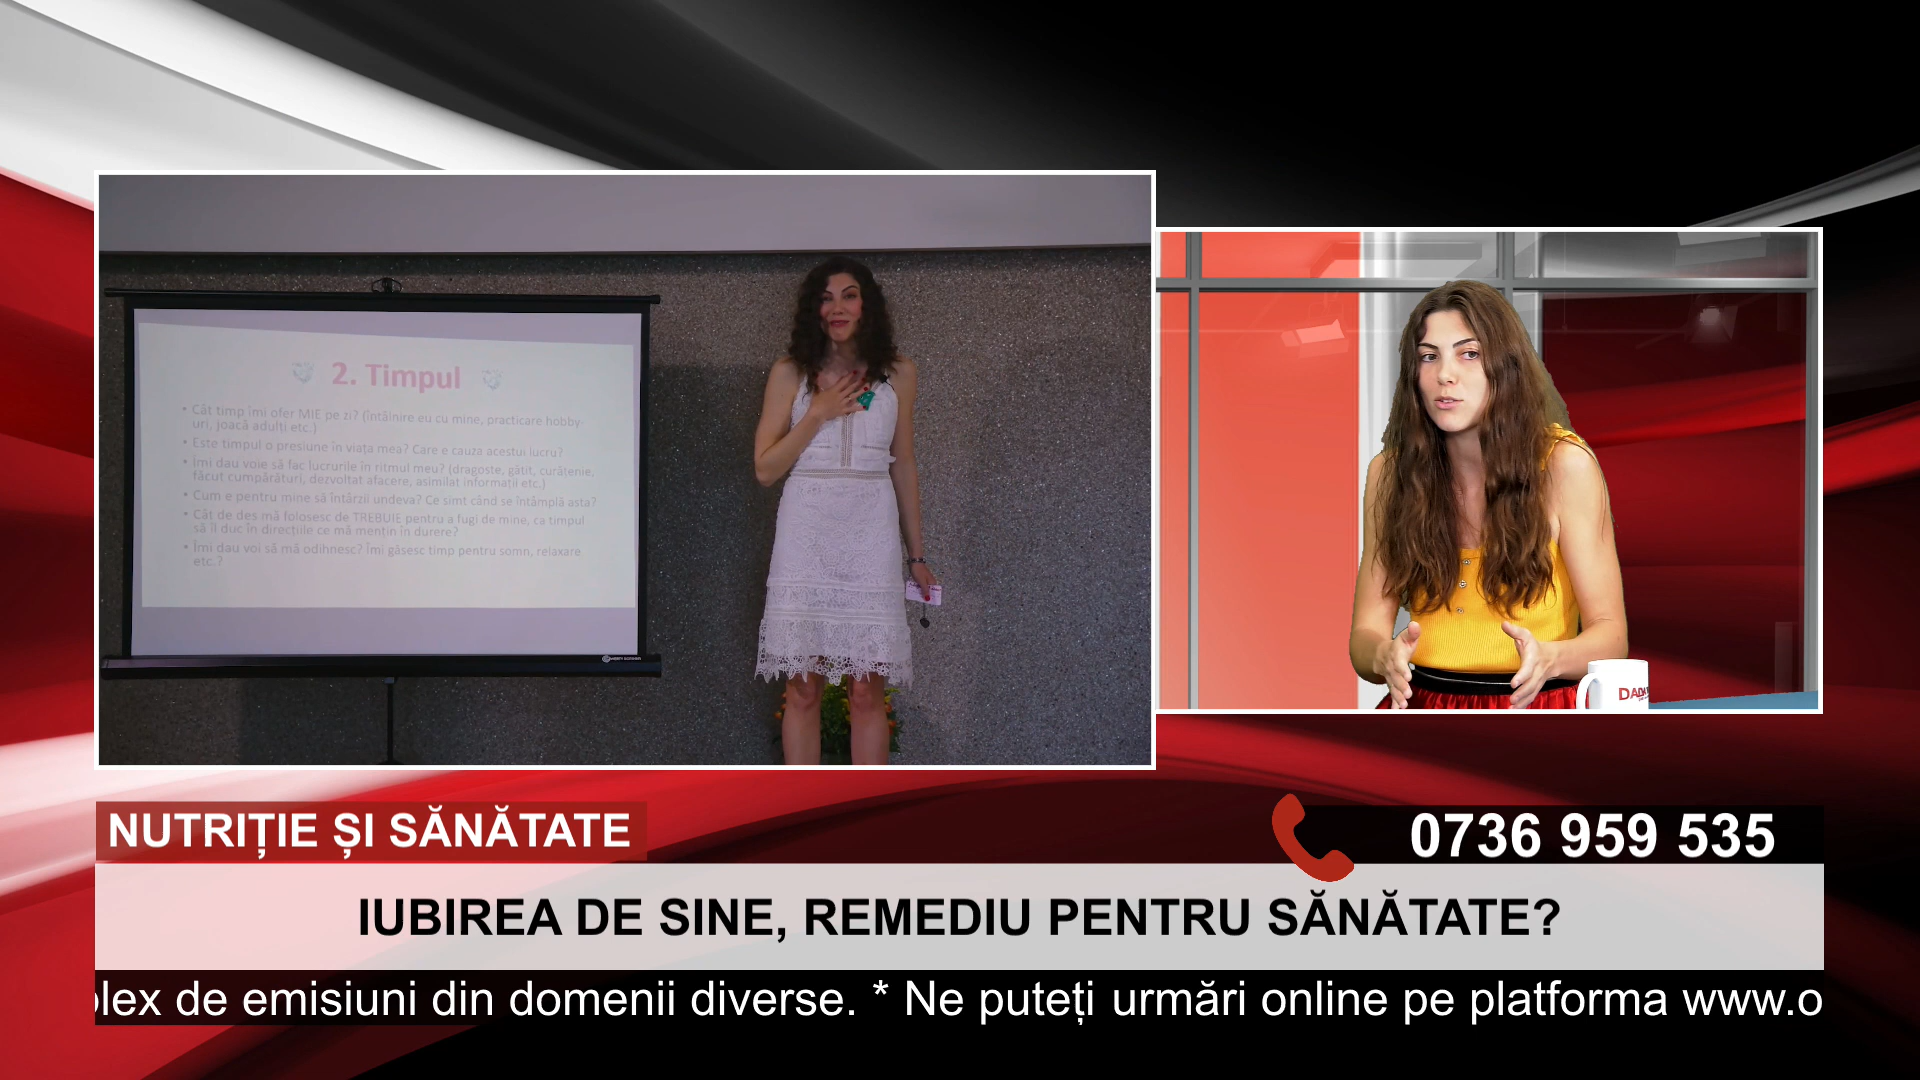 2. Timpul
• Cât timp îmi ofer MIE pe zi? (întâlnire eu cu mine, practicare hobby-
uri, joacă adulți etc.)
• Este timpul o presiune în viața mea? Care e cauza acestui lucru?
• Îmi dau voie să fac lucrurile în ritmul meu? (dragoste, gătit, curățenie,
făcut cumpărături, dezvoltat afacere, asimilat informații etc.)
• Cum e pentru mine să întârzii undeva? Ce simt când se întâmplă asta?
• Cât de des mă folosesc de TREBUIE pentru a fugi de mine, ca timpul
să îl duc în direcțiile ce mă mențin în durere?
• Îmi dau voi să mă odihnesc? Îmi găsesc timp pentru somn, relaxare
etc.?
NUTRIȚIE ȘI SĂNĂTATE
0736 959 535
IUBIREA DE SINE, REMEDIU PENTRU SĂNĂTATE?
plex de emisiuni din domenii diverse. * Ne puteți urmări online pe platforma www.o